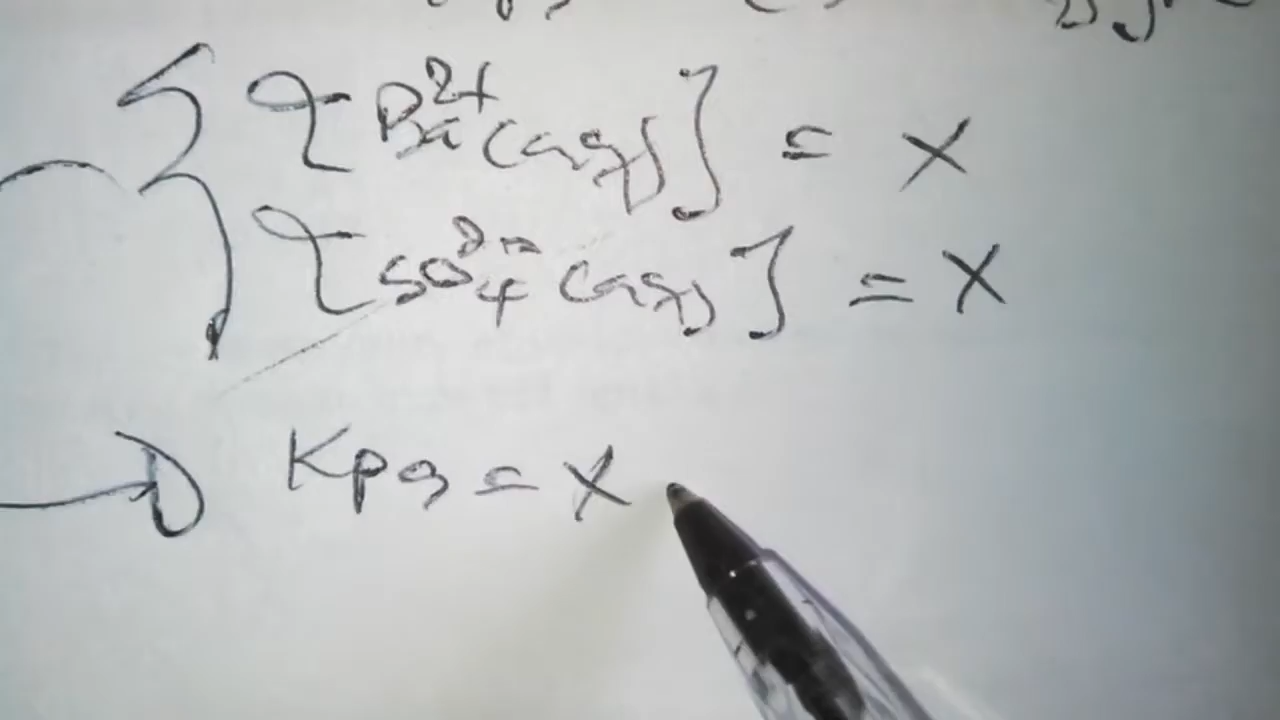 [Ba²⁺(aq)] = x
[SO₄²⁻(aq)] = x
Kps = x